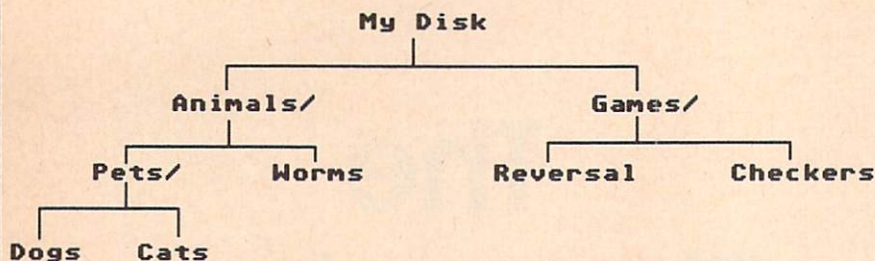 My Disk
Animals/ Games/
Pets/ Worms Reversal Checkers
Dogs Cats